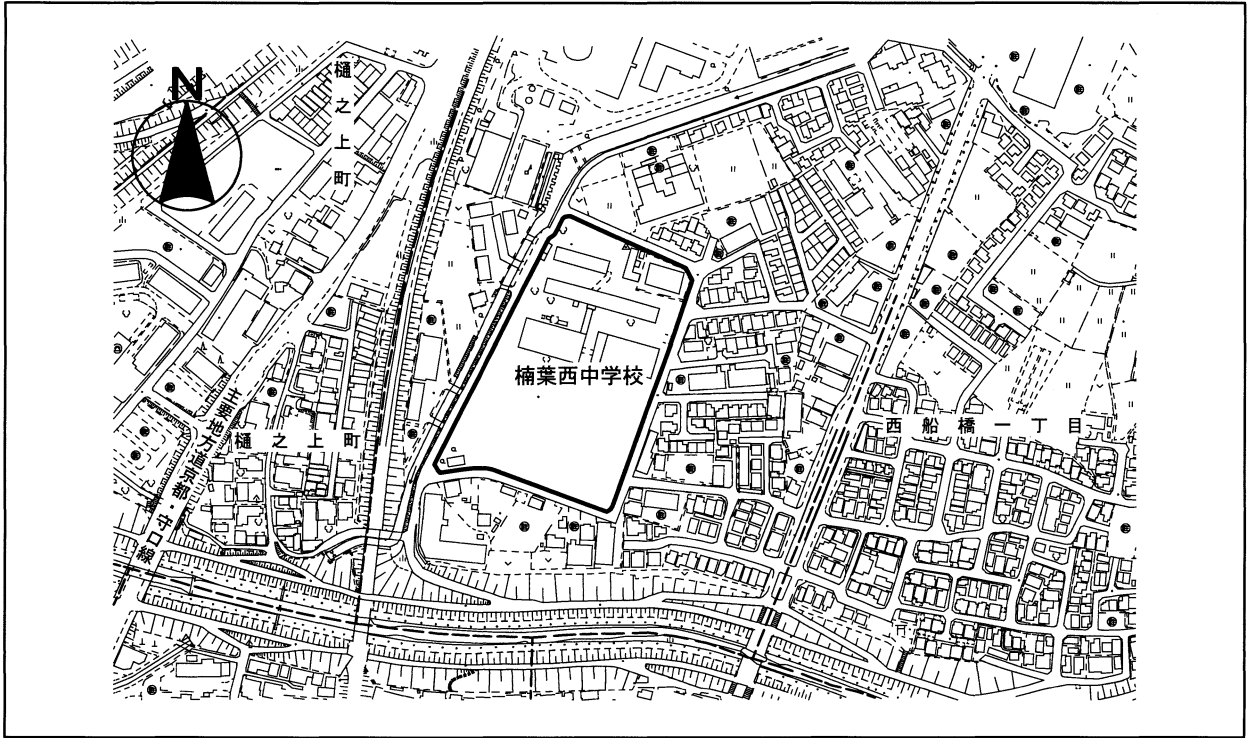 N
樋之上町
楠葉西中学校
西船橋一丁目
樋之上町
主要地方道京都・守口線